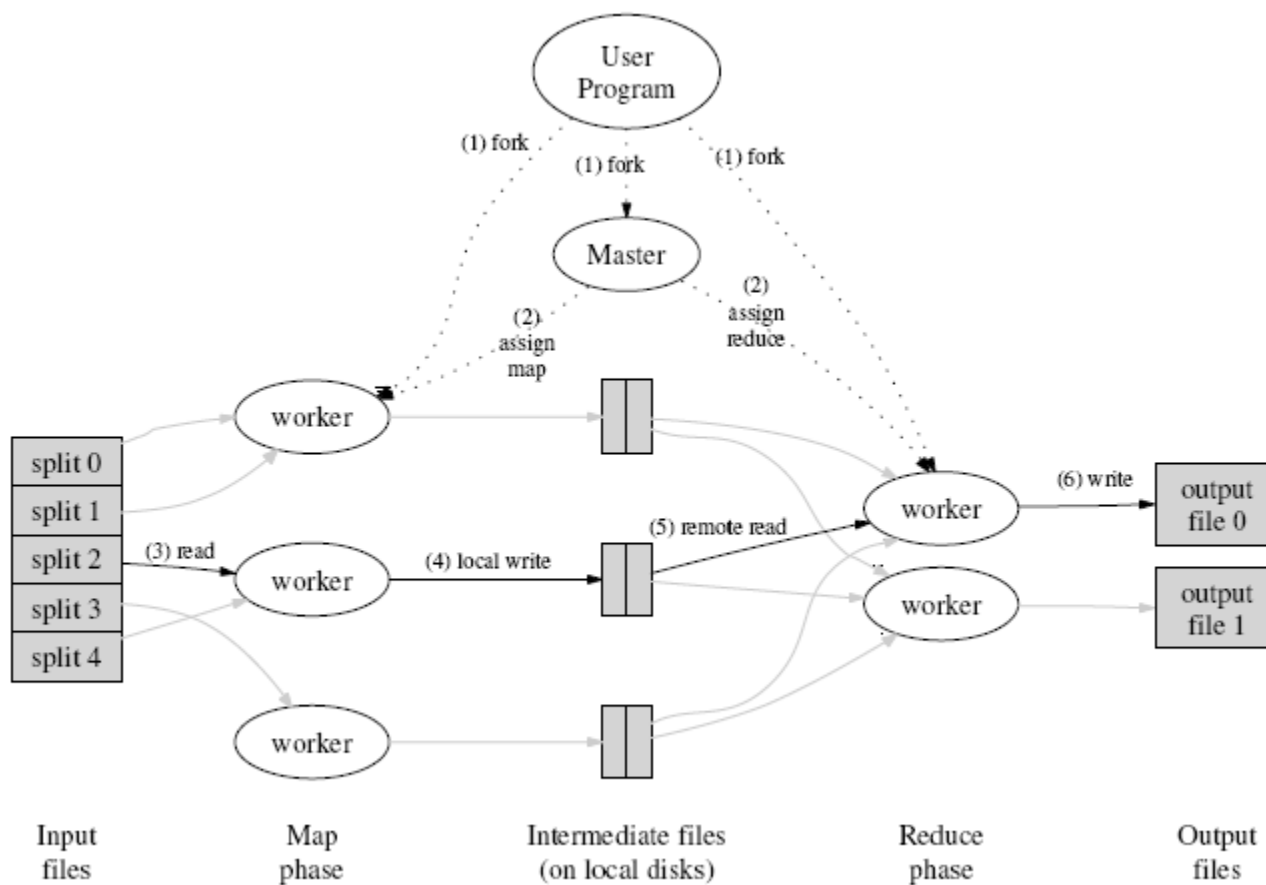 User
Program
(1) fork
(1) fork
(1) fork
Master
(2)
assign
map
(2)
assign
reduce
worker
split 0
split 1
split 2
split 3
split 4
(3) read
worker
(4) local write
(5) remote read
worker
(6) write
output
file 0
worker
output
file 1
worker
Input
files
Map
phase
Intermediate files
(on local disks)
Reduce
phase
Output
files